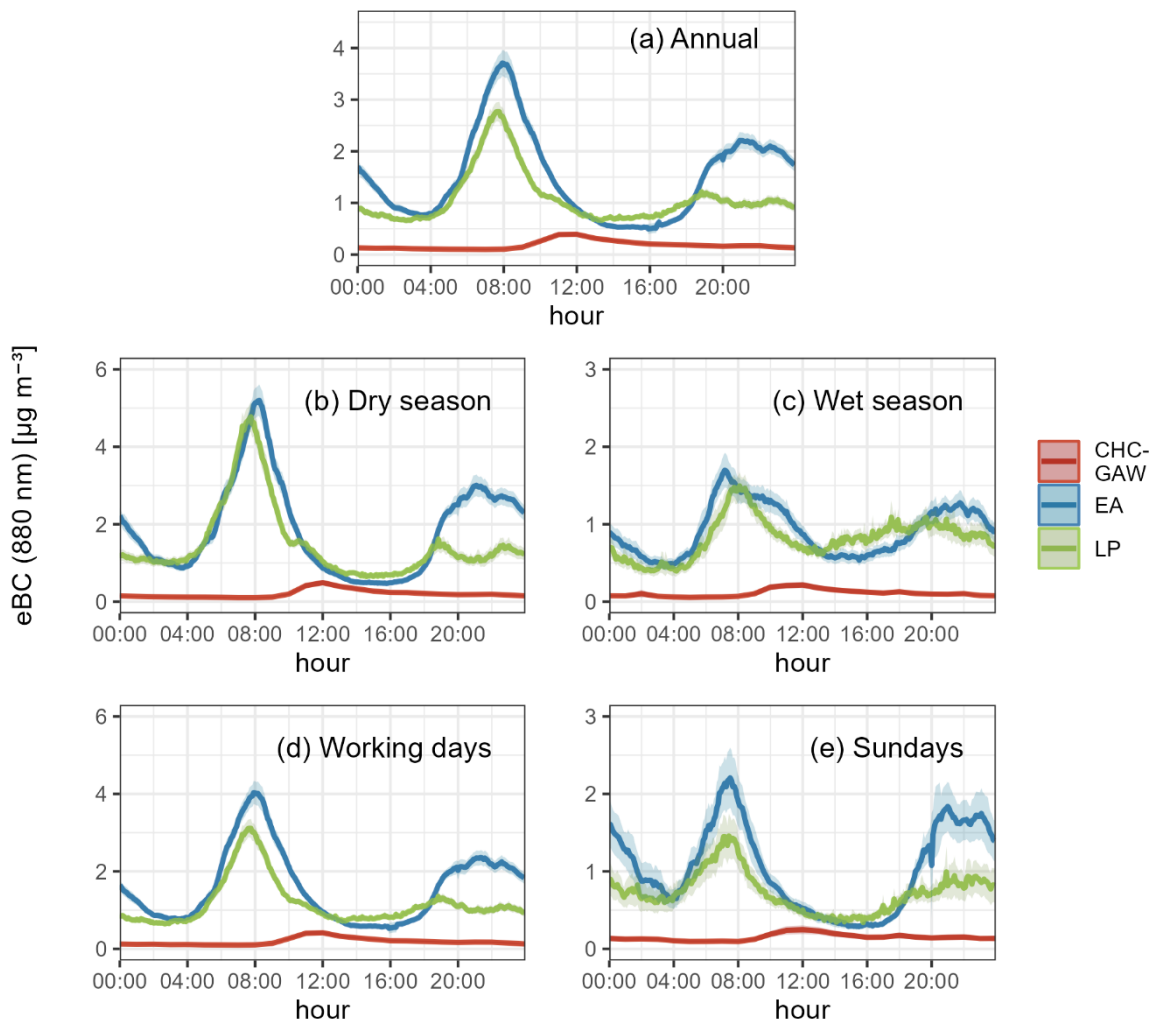 (a) Annual
4
3
2
1
0
00:00 04:00 08:00 12:00 16:00 20:00
hour
eBC (880 nm) [µg m⁻³]
(b) Dry season
6
4
2
0
00:00 04:00 08:00 12:00 16:00 20:00
hour
(c) Wet season
3
2
1
0
00:00 04:00 08:00 12:00 16:00 20:00
hour
CHC-
GAW
EA
LP
(d) Working days
6
4
2
0
00:00 04:00 08:00 12:00 16:00 20:00
hour
(e) Sundays
3
2
1
0
00:00 04:00 08:00 12:00 16:00 20:00
hour